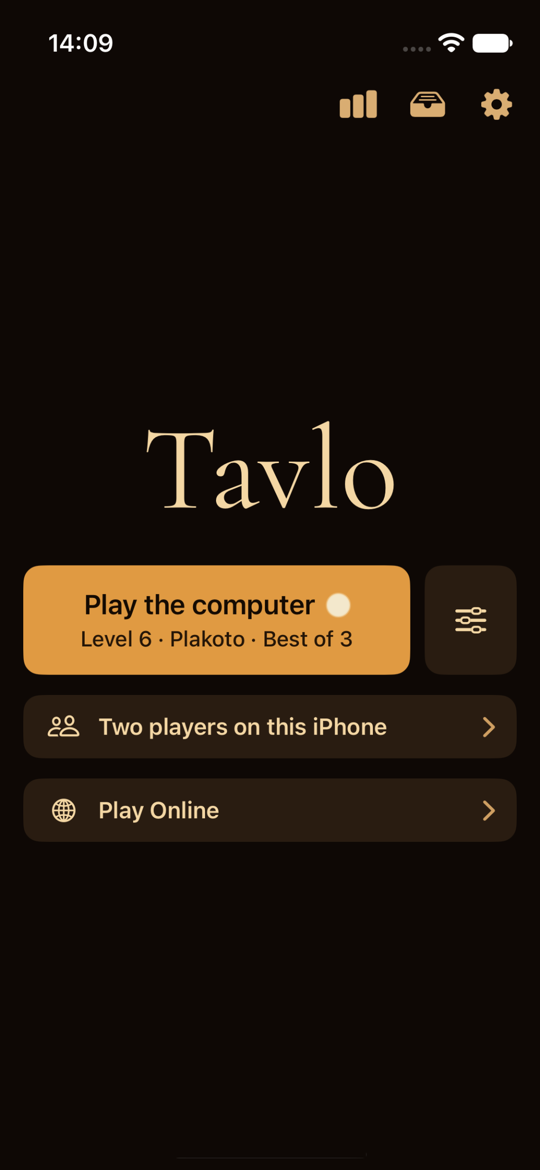 14:09
Tavlo
Play the computer
Level 6 · Plakoto · Best of 3
Two players on this iPhone
Play Online